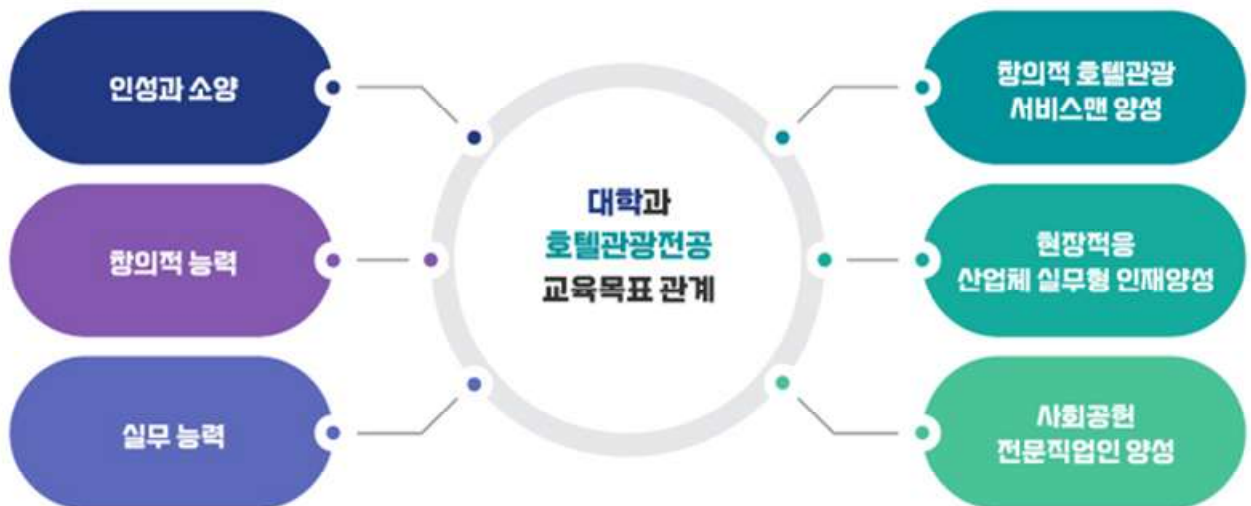 인성과 소양
창의적 능력
실무 능력
대학과
호텔관광전공
교육목표 관계
창의적 호텔관광
서비스맨 양성
현장적응
산업체 실무형 인재양성
사회공헌
전문직업인 양성